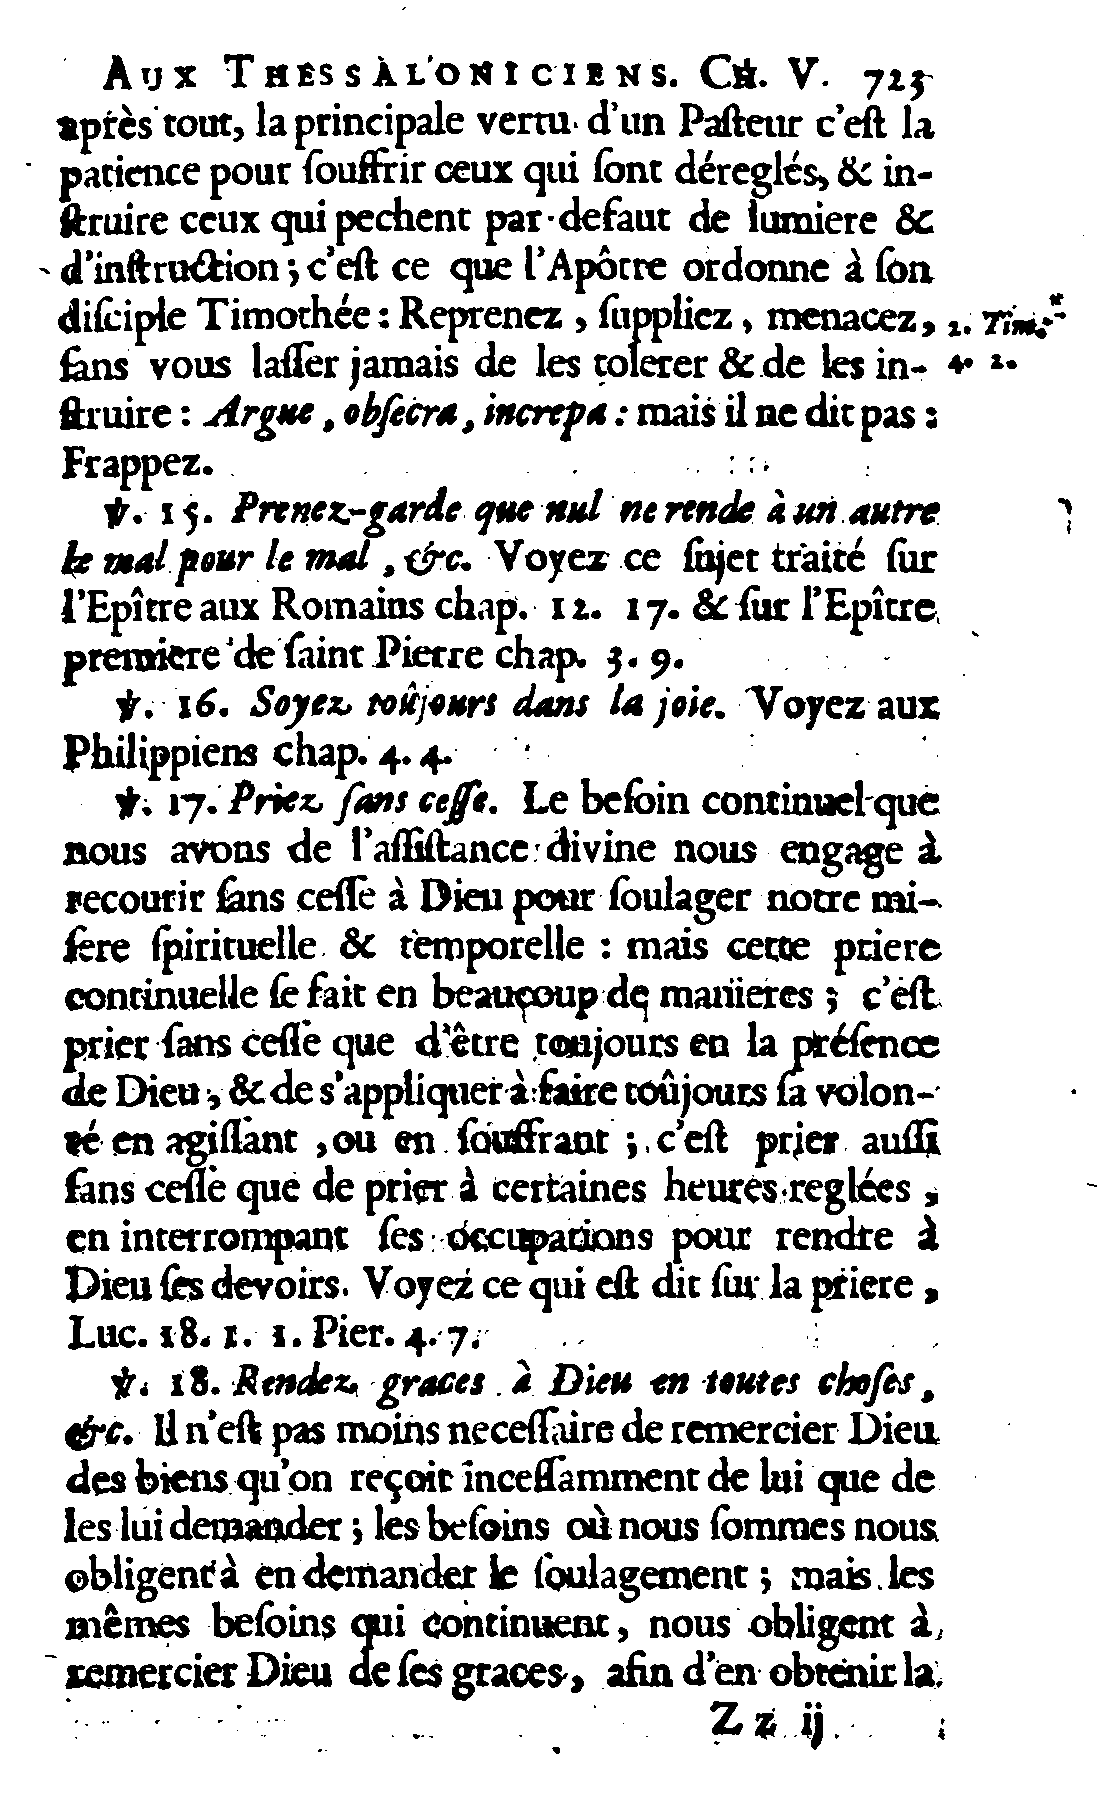 AUX THESSALONICIENS. CH. V. 723
après tout, la principale vertu d'un Paſteur c'eſt la
patience pour ſouffrir ceux qui ſont déreglés, & in-
ſtruire ceux qui pechent par defaut de lumiere &
d'inſtruction ; c'eſt ce que l'Apôtre ordonne à ſon
diſciple Timothée : Reprenez, ſuppliez, menacez,
2. Tim.
ſans vous laſſer jamais de les tolerer & de les in-
4. 2.
ſtruire : Argue, obſecra, increpa : mais il ne dit pas :
Frappez.
℣. 15. Prenez-garde que nul ne rende à un autre
le mal pour le mal, &c. Voyez ce ſujet traité ſur
l'Epître aux Romains chap. 12. 17. & ſur l'Epître
premiere de ſaint Pierre chap. 3. 9.
℣. 16. Soyez toûjours dans la joie. Voyez aux
Philippiens chap. 4. 4.
℣. 17. Priez ſans ceſſe. Le beſoin continuel que
nous avons de l'aſſiſtance divine nous engage à
recourir ſans ceſſe à Dieu pour ſoulager notre mi-
ſere ſpirituelle & temporelle : mais cette priere
continuelle ſe fait en beaucoup de manieres ; c'eſt
prier ſans ceſſe que d'être toujours en la préſence
de Dieu, & de s'appliquer à faire toûjours ſa volon-
té en agiſſant, ou en ſouffrant ; c'eſt prier auſſi
ſans ceſſe que de prier à certaines heures reglées,
en interrompant ſes occupations pour rendre à
Dieu ſes devoirs. Voyez ce qui eſt dit ſur la priere,
Luc. 18. 1. 1. Pier. 4. 7.
℣. 18. Rendez graces à Dieu en toutes choſes,
&c. Il n'eſt pas moins neceſſaire de remercier Dieu
des biens qu'on reçoit inceſſamment de lui que de
les lui demander ; les beſoins où nous ſommes nous
obligent à en demander le ſoulagement ; mais les
mêmes beſoins qui continuent, nous obligent à
remercier Dieu de ſes graces, afin d'en obtenir la
Z z ij